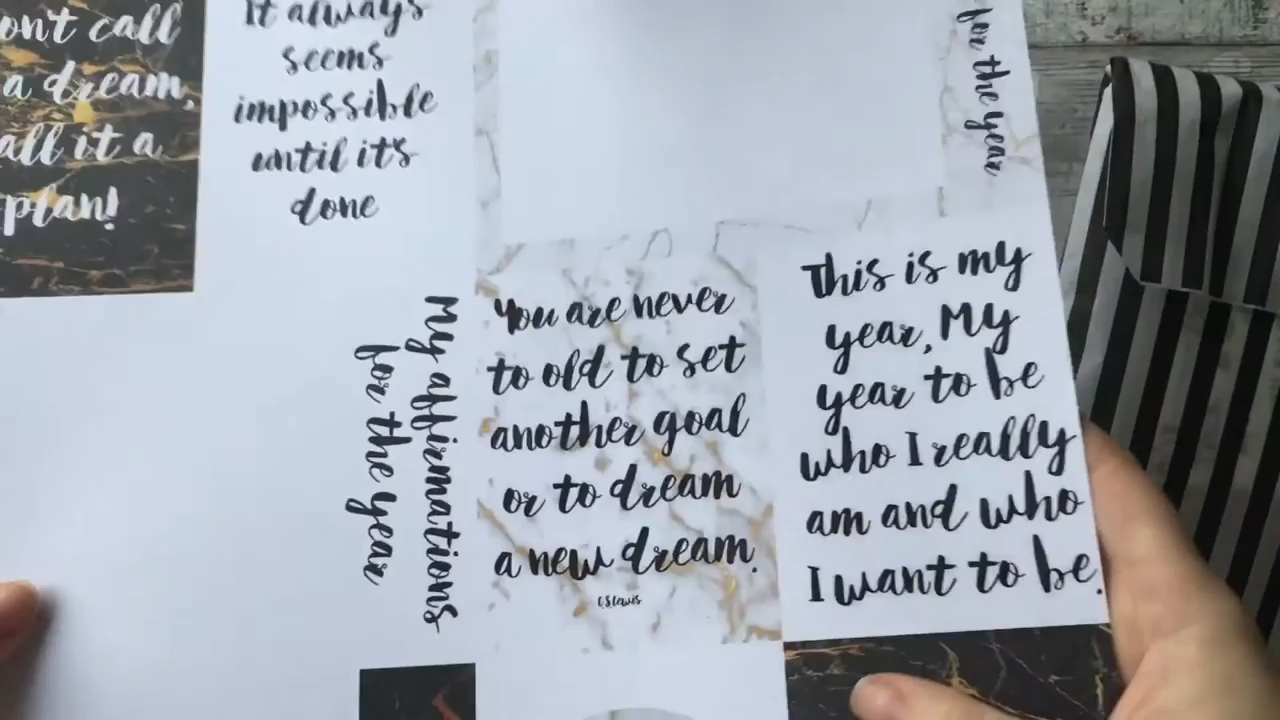 on't call
a dream,
all it a
plan!
It always
seems
impossible
until it's
done
for the year
My affirmations
for the year
You are never
to old to set
another goal
or to dream
a new dream.
C.S.Lewis
This is my
year, My
year to be
who I really
am and who
I want to be.